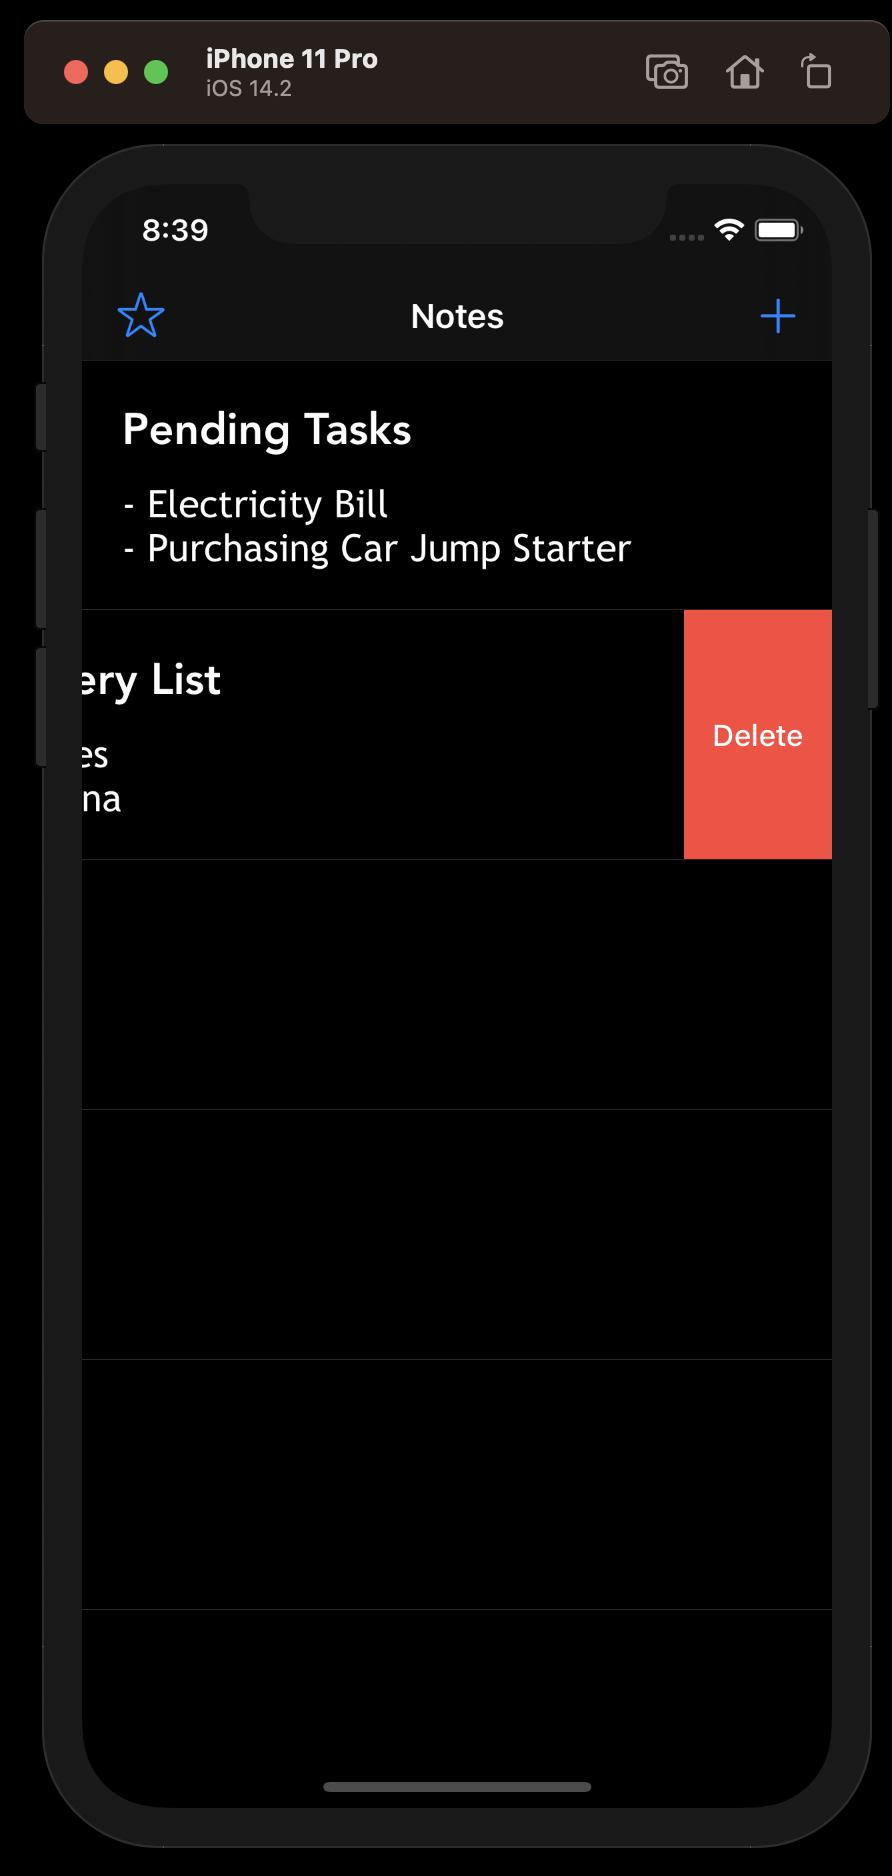 iPhone 11 Pro
iOS 14.2
8:39
Notes
Pending Tasks
- Electricity Bill
- Purchasing Car Jump Starter
ery List
Delete
es
na